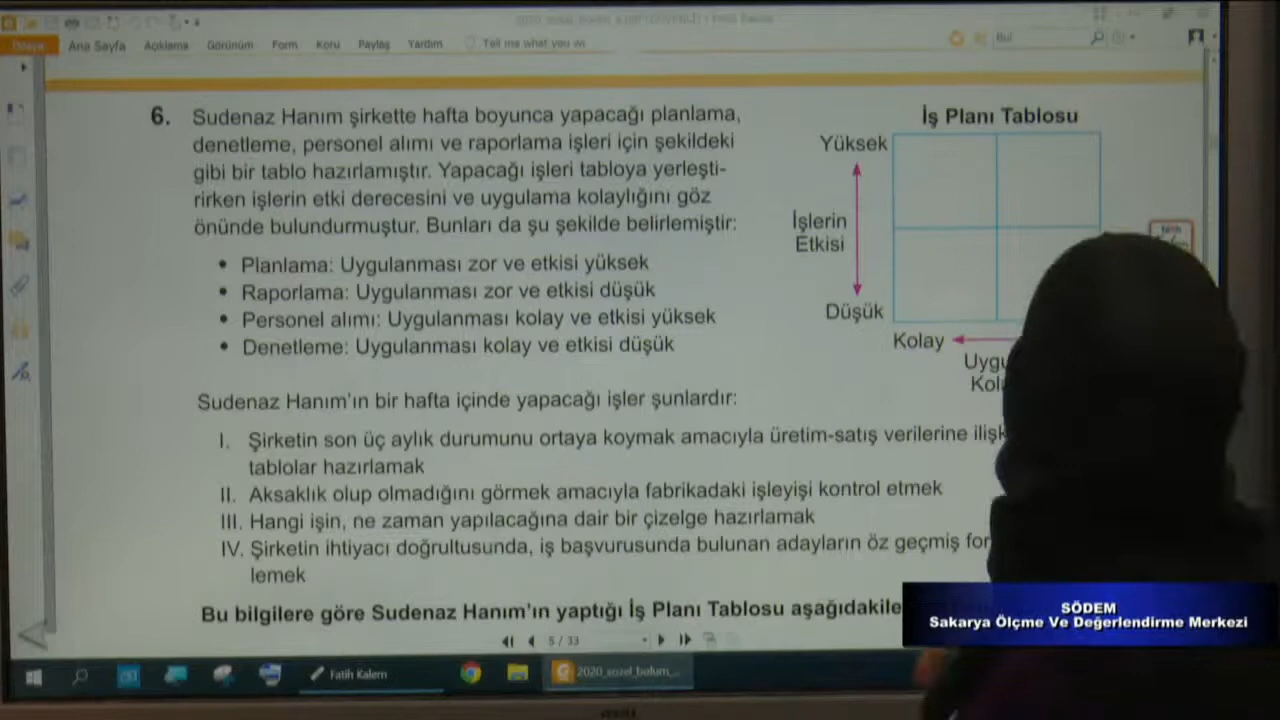 Dosya Ana Sayfa Açıklama Görünüm Form Koru Paylaş Yardım Tell me what you Bul
6. Sudenaz Hanım şirkette hafta boyunca yapacağı planlama,
denetleme, personel alımı ve raporlama işleri için şekildeki
gibi bir tablo hazırlamıştır. Yapacağı işleri tabloya yerleşti-
rirken işlerin etki derecesini ve uygulama kolaylığını göz
önünde bulundurmuştur. Bunları da şu şekilde belirlemiştir:
• Planlama: Uygulanması zor ve etkisi yüksek
• Raporlama: Uygulanması zor ve etkisi düşük
• Personel alımı: Uygulanması kolay ve etkisi yüksek
• Denetleme: Uygulanması kolay ve etkisi düşük
İş Planı Tablosu
Yüksek
İşlerin
Etkisi
Düşük
Kolay
Uygu
Kol
Sudenaz Hanım'ın bir hafta içinde yapacağı işler şunlardır:
I. Şirketin son üç aylık durumunu ortaya koymak amacıyla üretim-satış verilerine ilişk
tablolar hazırlamak
II. Aksaklık olup olmadığını görmek amacıyla fabrikadaki işleyişi kontrol etmek
III. Hangi işin, ne zaman yapılacağına dair bir çizelge hazırlamak
IV. Şirketin ihtiyacı doğrultusunda, iş başvurusunda bulunan adayların öz geçmiş for
lemek
Bu bilgilere göre Sudenaz Hanım'ın yaptığı İş Planı Tablosu aşağıdakile
SÖDEM
Sakarya Ölçme Ve Değerlendirme Merkezi
5 / 33
Fatih Kalem 2020_sozel_bolum_...